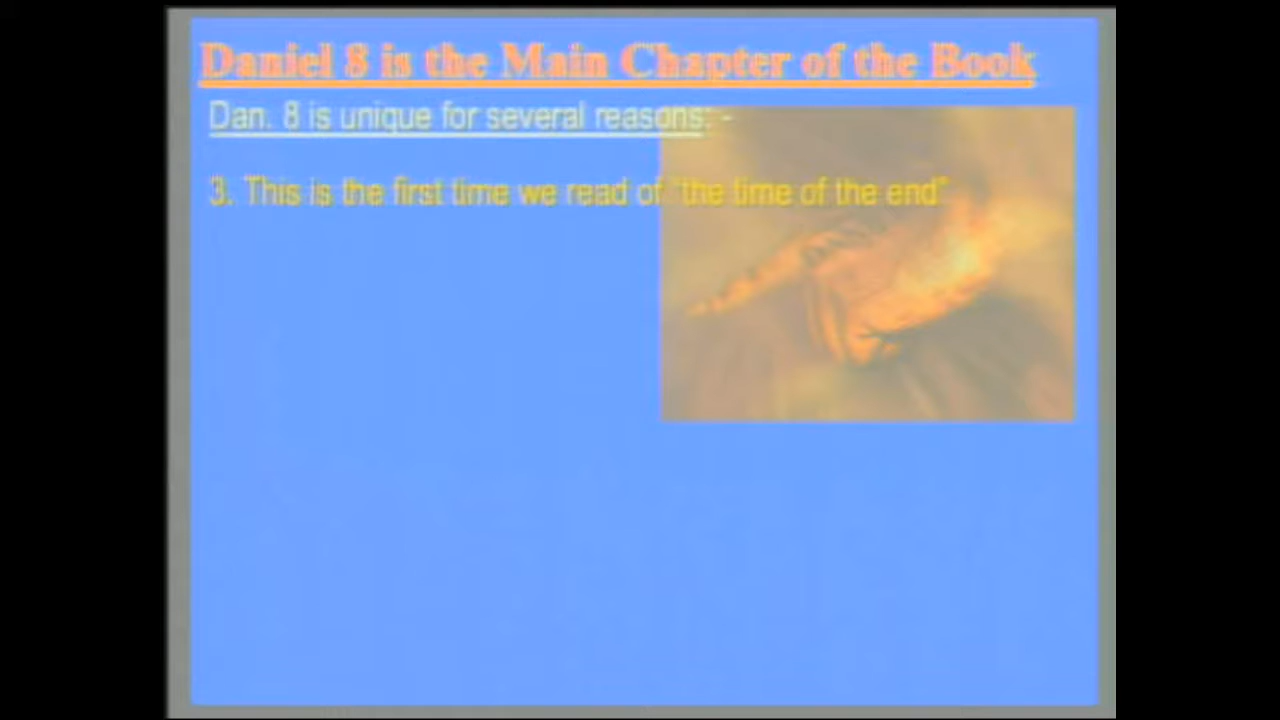 Daniel 8 is the Main Chapter of the Book
Dan. 8 is unique for several reasons: -
3. This is the first time we read of "the time of the end"